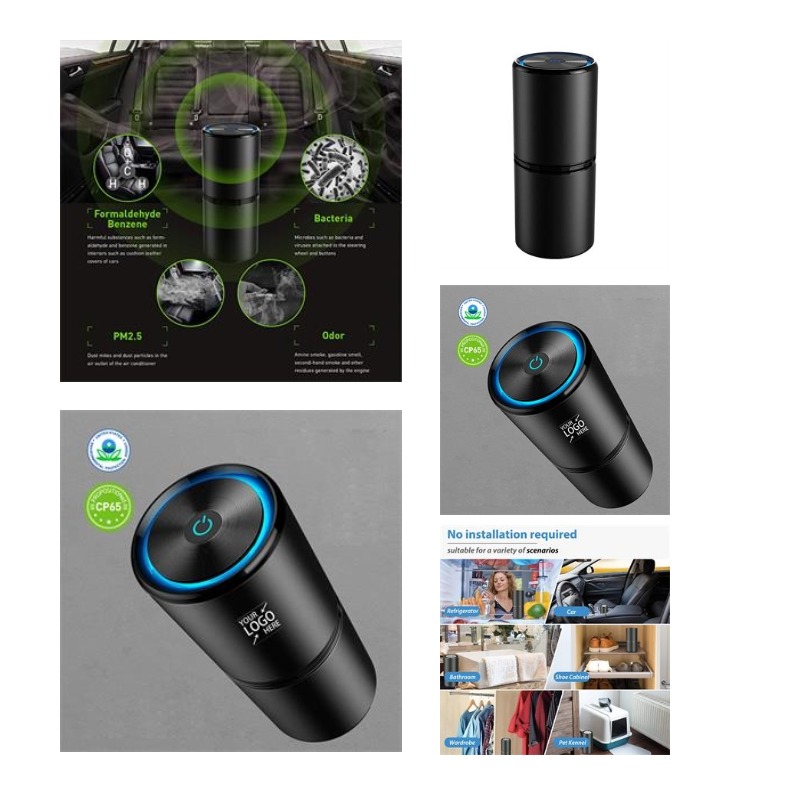 Formaldehyde
Benzene
Harmful substances such as form-
aldehyde and benzene generated in
interiors such as cushion leather
covers of cars
Bacteria
Microbes such as bacteria and
viruses attached in the steering
wheel and buttons
PM2.5
Dust miles and dust particles in the
air outlet of the air conditioner
Odor
Amine smoke, gasoline smell,
second-hand smoke and other
residues generated by the engine
O
C
H H
CP65
YOUR
LOGO
HERE
PROPOSITION
CP65
YOUR
LOGO
HERE
No installation required
suitable for a variety of scenarios
Refrigerator
Car
Bathroom
Shoe Cabinet
Wardrobe
Pet Kennel